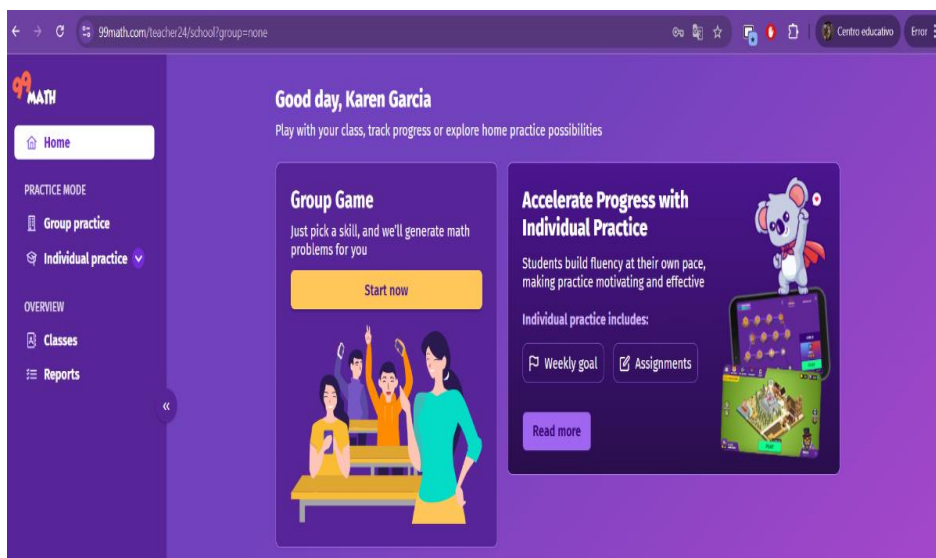 99math.com/teacher24/school?group=none
Centro educativo
Error
99
MATH
Home
PRACTICE MODE
Group practice
Individual practice
OVERVIEW
Classes
Reports
Good day, Karen Garcia
Play with your class, track progress or explore home practice possibilities
Group Game
Just pick a skill, and we'll generate math
problems for you
Start now
Accelerate Progress with
Individual Practice
Students build fluency at their own pace,
making practice motivating and effective
Individual practice includes:
Weekly goal
Assignments
Read more